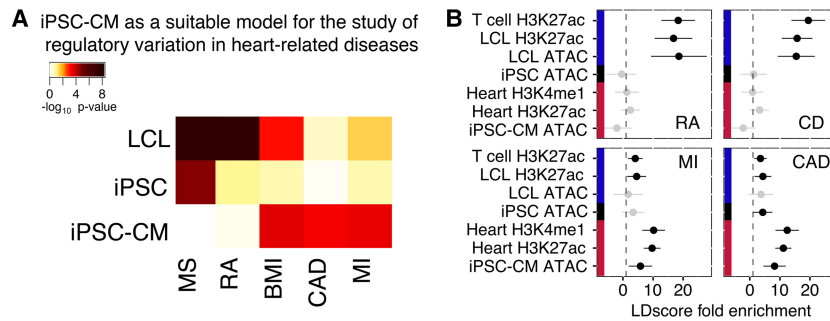 A
iPSC-CM as a suitable model for the study of
regulatory variation in heart-related diseases
0 4 8
-log10 p-value
LCL
iPSC
iPSC-CM
MS
RA
BMI
CAD
MI
B
T cell H3K27ac
LCL H3K27ac
LCL ATAC
iPSC ATAC
Heart H3K4me1
Heart H3K27ac
iPSC-CM ATAC
RA
CD
T cell H3K27ac
LCL H3K27ac
LCL ATAC
iPSC ATAC
Heart H3K4me1
Heart H3K27ac
iPSC-CM ATAC
MI
CAD
0 10 20
0 10 20
LDscore fold enrichment